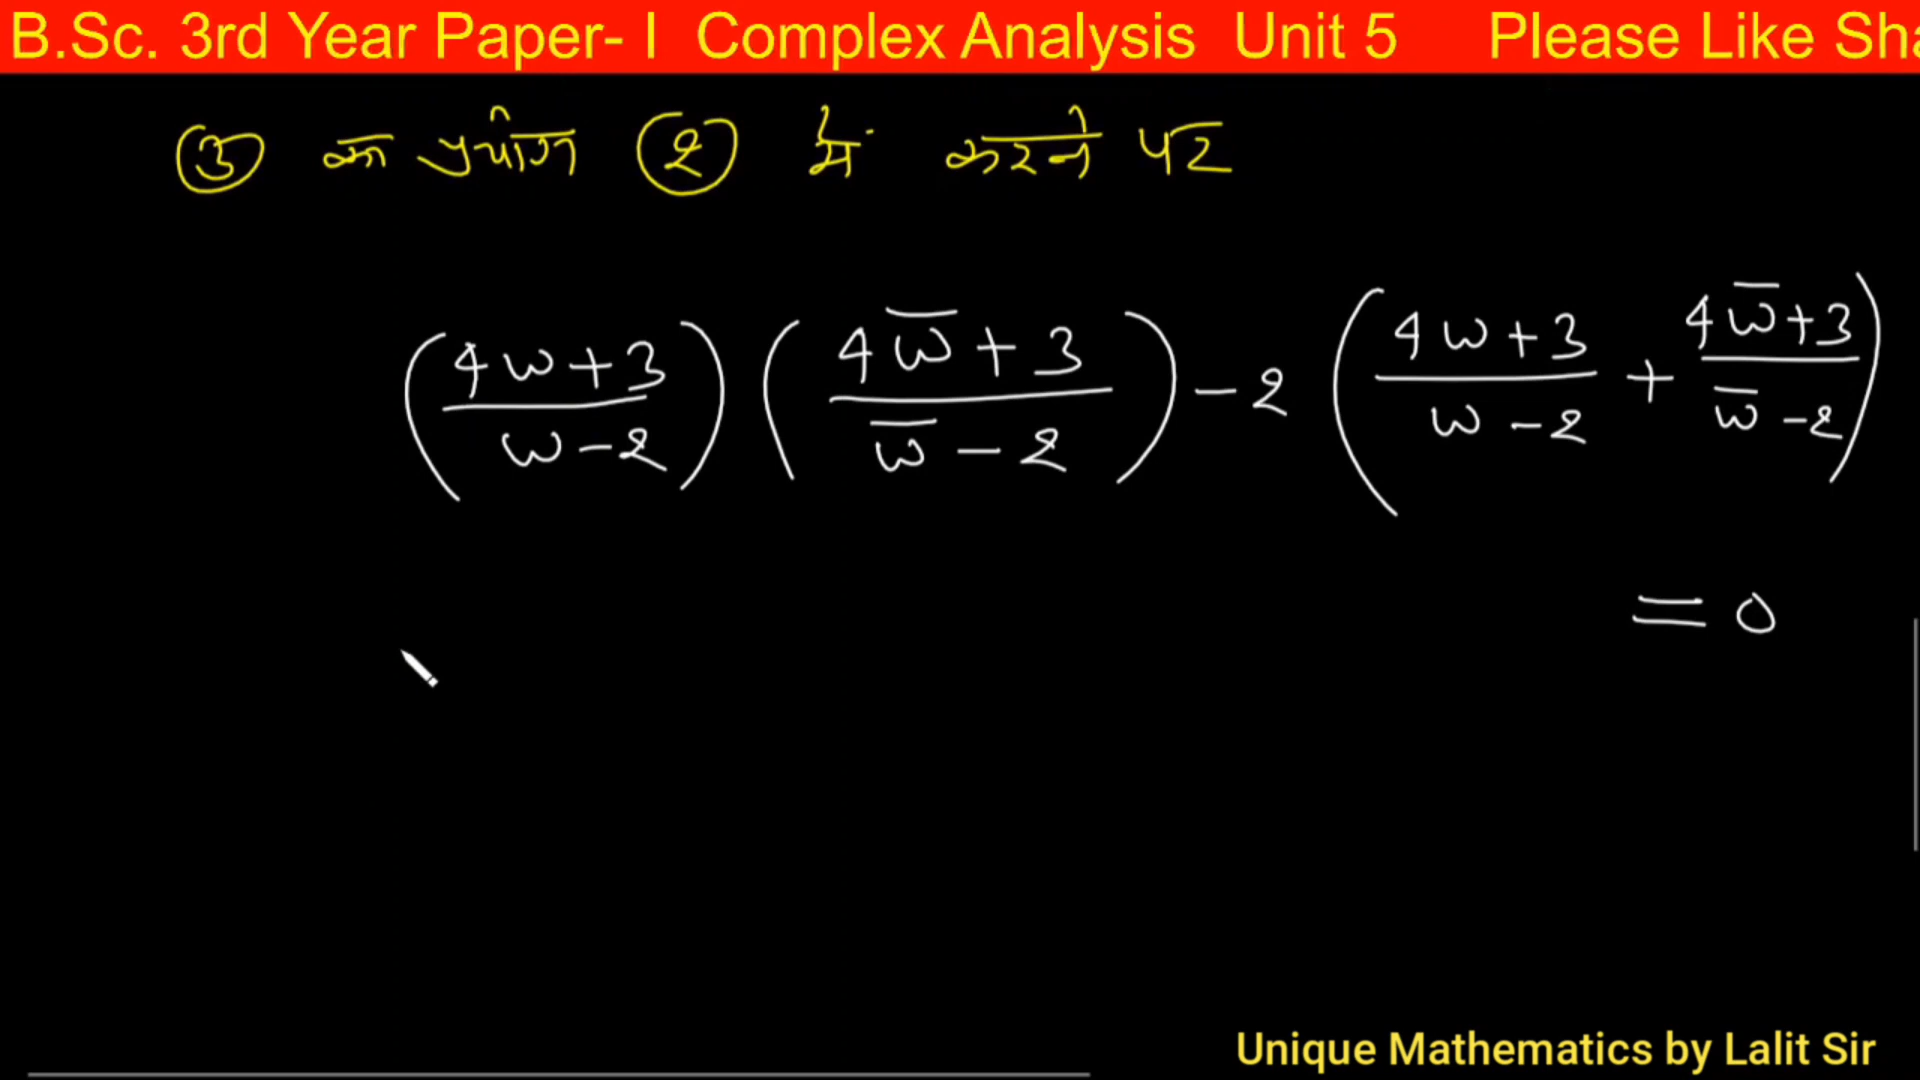 B.Sc. 3rd Year Paper- I Complex Analysis Unit 5 Please Like Sha
③ का प्रयोग ② में करने पर
((4w+3)/(w-2)) ((4w̅+3)/(w̅-2)) - 2 ((4w+3)/(w-2) + (4w̅+3)/(w̅-2))
= 0
Unique Mathematics by Lalit Sir